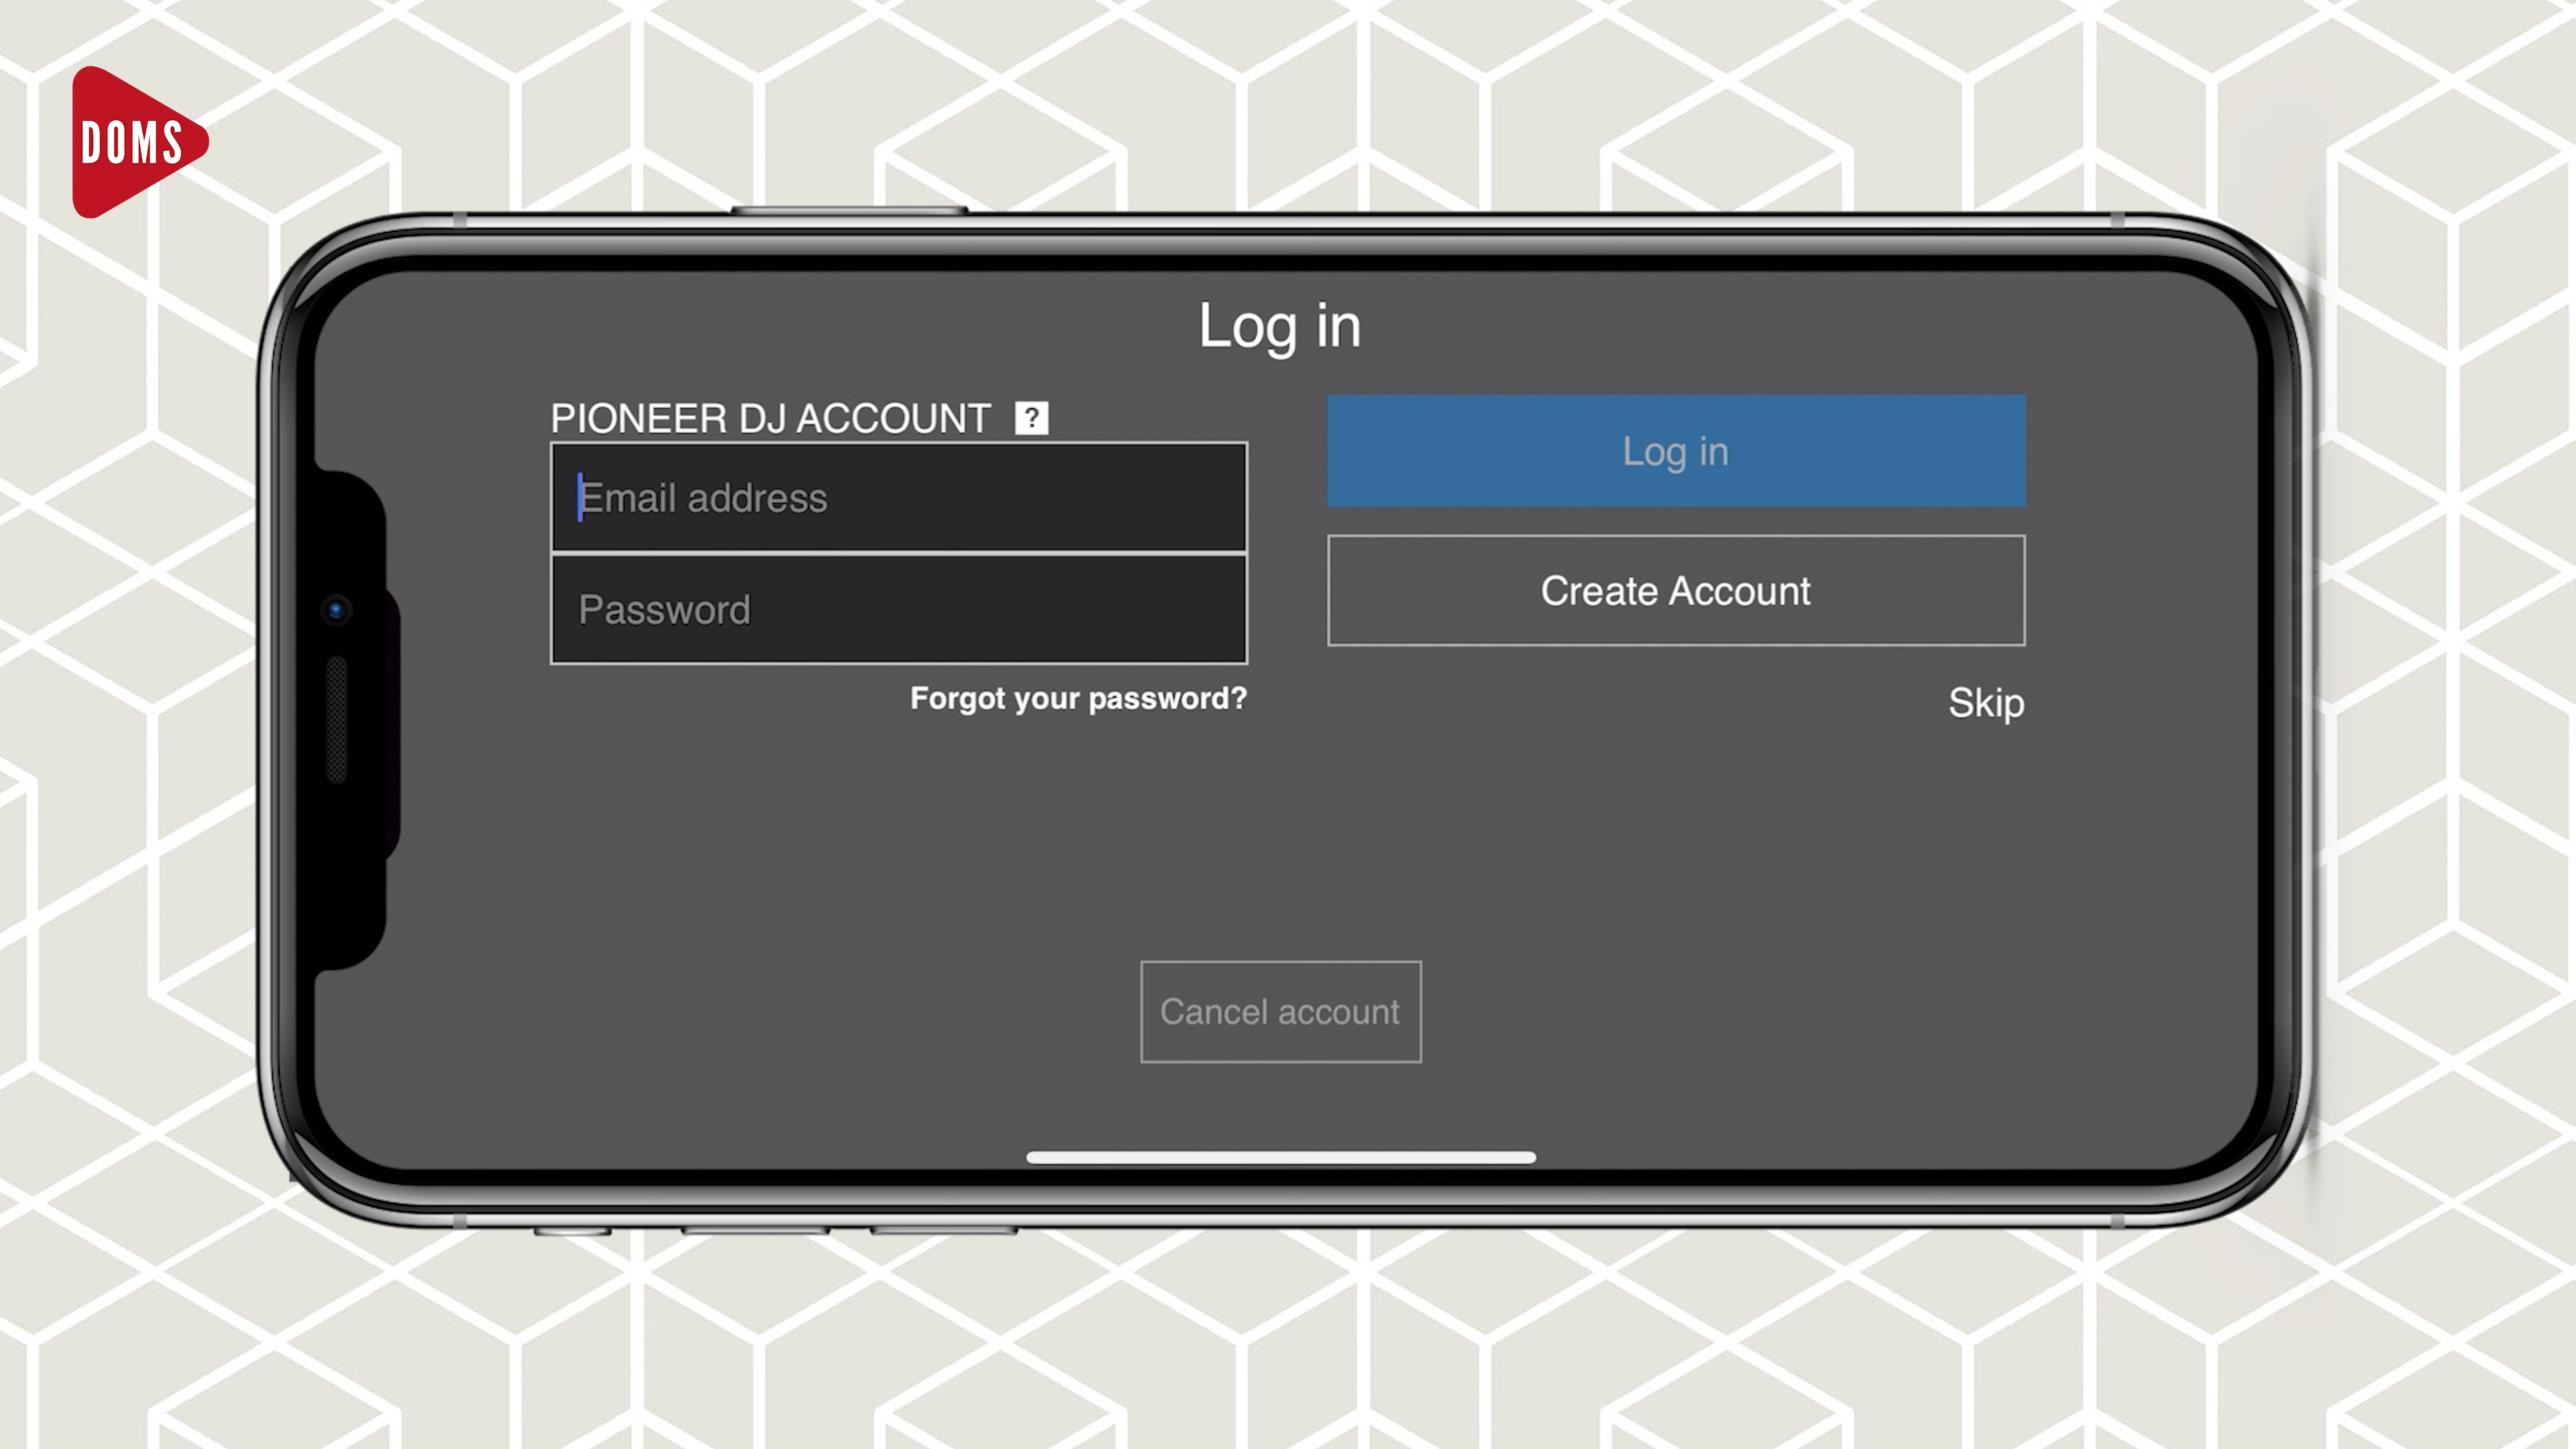 DOMS
Log in
PIONEER DJ ACCOUNT ?
Email address
Password
Forgot your password?
Log in
Create Account
Skip
Cancel account